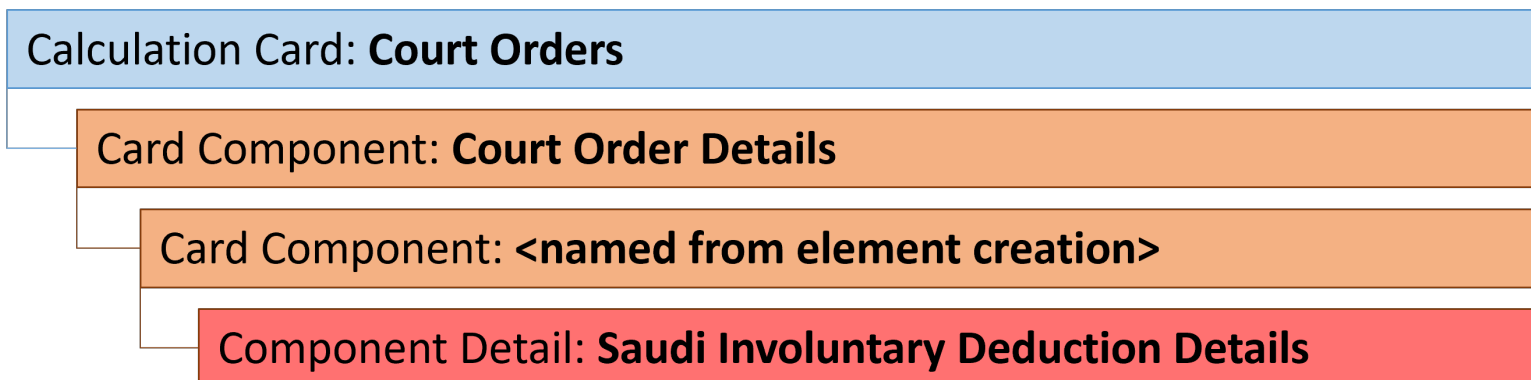 Calculation Card: Court Orders
Card Component: Court Order Details
Card Component: <named from element creation>
Component Detail: Saudi Involuntary Deduction Details